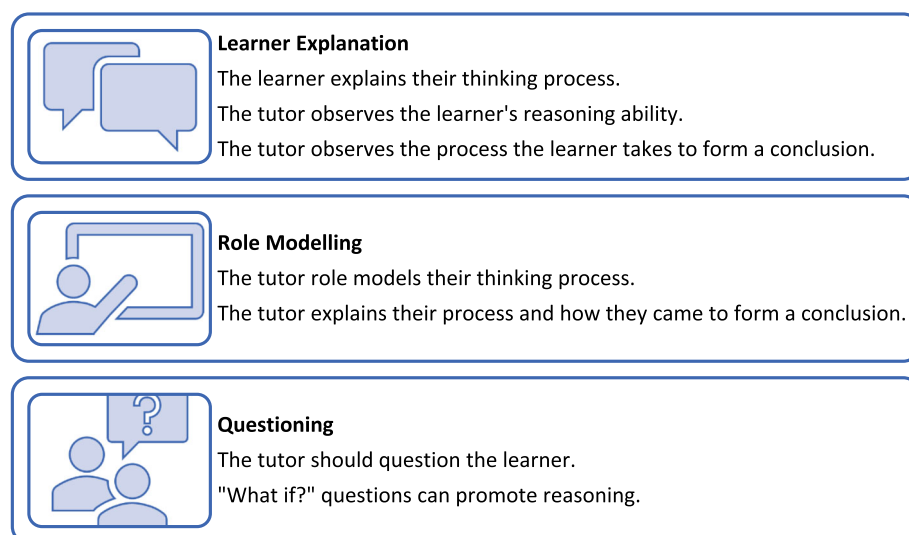 Learner Explanation
The learner explains their thinking process.
The tutor observes the learner's reasoning ability.
The tutor observes the process the learner takes to form a conclusion.
Role Modelling
The tutor role models their thinking process.
The tutor explains their process and how they came to form a conclusion.
?
Questioning
The tutor should question the learner.
"What if?" questions can promote reasoning.